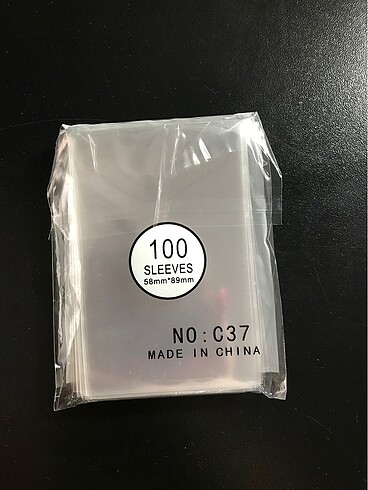 100
SLEEVES
58mm*89mm
NO:C37
MADE IN CHINA